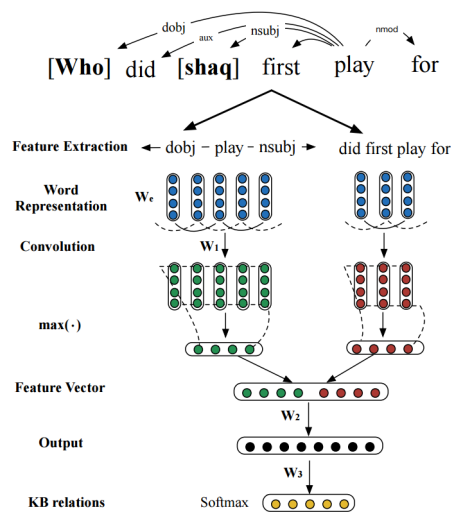 dobj aux nsubj nmod
[Who] did [shaq] first play for
Feature Extraction dobj – play – nsubj did first play for
Word Representation We
Convolution W1
max(·)
Feature Vector
W2
Output
W3
KB relations Softmax